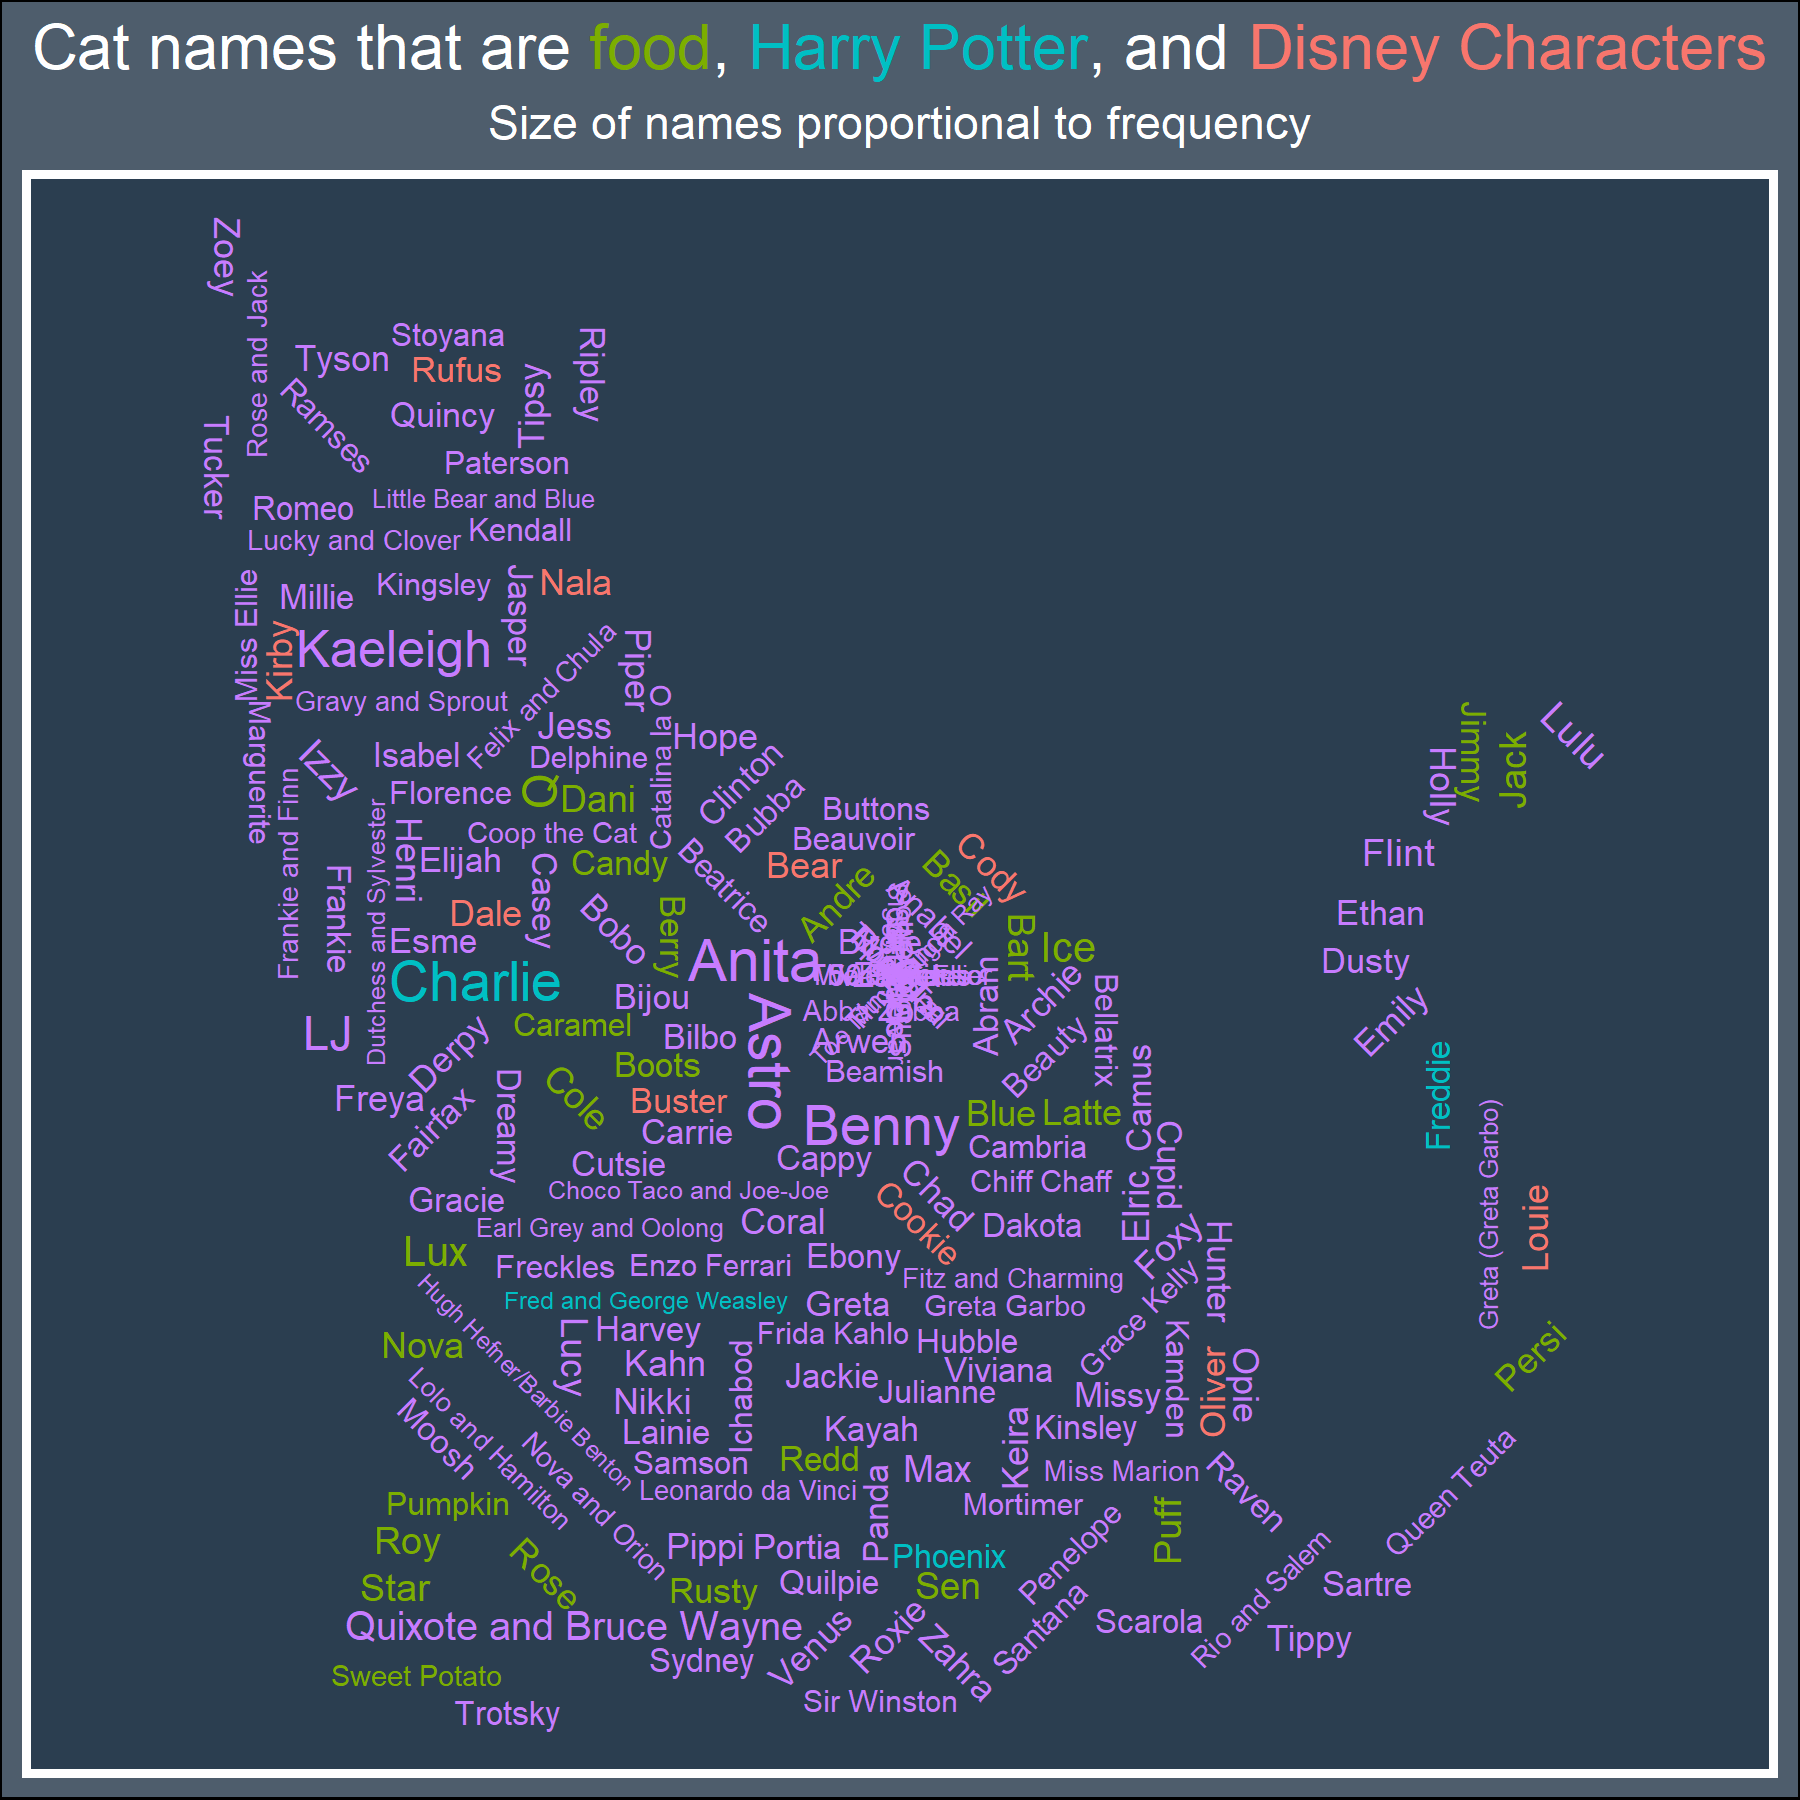 Cat names that are food, Harry Potter, and Disney Characters
Size of names proportional to frequency
Zoey
Rose and Jack
Stoyana
Tyson
Rufus
Ripley
Tipsy
Ramses
Quincy
Tucker
Paterson
Little Bear and Blue
Romeo
Kendall
Lucky and Clover
Miss Ellie
Millie
Kingsley
Jasper
Nala
Kirby
Kaeleigh
Felix and Chula
Piper
Gravy and Sprout
Marguerite
Catalina la O
Jess
Hope
Izzy
Isabel
Delphine
Clinton
Florence
Q
Dani
Bubba
Buttons
Frankie and Finn
Dutchess and Sylvester
Henri
Coop the Cat
Beauvoir
Elijah
Casey
Candy
Beatrice
Bear
Cody
Andre
Frankie
Dale
Bobo
Berry
Bart
Ice
Esme
Anita
Charlie
Bijou
Astro
Abram
Archie
Bellatrix
LJ
Caramel
Bilbo
Abba Zabba
Arwen
Derpy
Boots
Beamish
Beauty
Freya
Cole
Buster
Benny
Blue
Latte
Camus
Fairfax
Dreamy
Carrie
Cambria
Cupid
Cutsie
Cappy
Chad
Chiff Chaff
Choco Taco and Joe-Joe
Gracie
Cookie
Elric
Earl Grey and Oolong
Coral
Dakota
Foxy
Hunter
Lux
Freckles
Enzo Ferrari
Ebony
Fitz and Charming
Grace Kelly
Hugh Hefner/Barbie Benton
Fred and George Weasley
Greta
Greta Garbo
Nova
Lucy
Harvey
Frida Kahlo
Hubble
Kamden
Kahn
Ichabod
Jackie
Viviana
Julianne
Missy
Oliver
Opie
Lolo and Hamilton
Moosh
Nikki
Lainie
Kayah
Keira
Kinsley
Nova and Orion
Samson
Redd
Max
Miss Marion
Raven
Leonardo da Vinci
Panda
Mortimer
Pumpkin
Puff
Roy
Rose
Pippi
Portia
Phoenix
Penelope
Star
Rusty
Quilpie
Sen
Quixote and Bruce Wayne
Venus
Roxie
Zahra
Santana
Scarola
Rio and Salem
Sydney
Sweet Potato
Sir Winston
Trotsky
Lulu
Jimmy
Jack
Holly
Flint
Ethan
Dusty
Emily
Freddie
Greta (Greta Garbo)
Louie
Persi
Queen Teuta
Sartre
Tippy